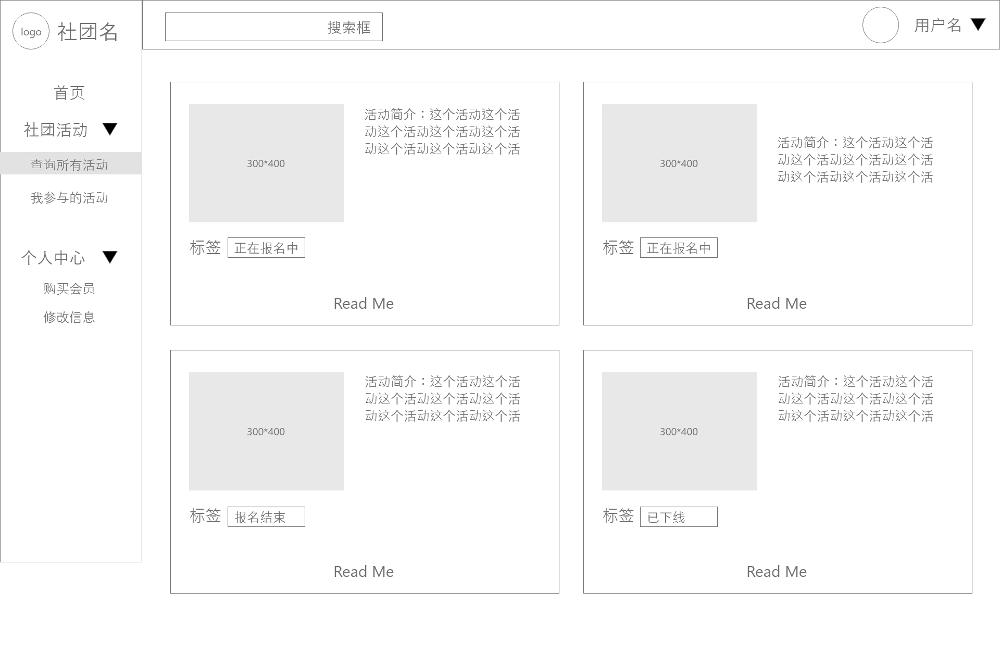 logo
社团名
搜索框
用户名
首页
社团活动
查询所有活动
我参与的活动
个人中心
购买会员
修改信息
300*400
活动简介：这个活动这个活
动这个活动这个活动这个活
动这个活动这个活动这个活
标签
正在报名中
Read Me
300*400
活动简介：这个活动这个活
动这个活动这个活动这个活
动这个活动这个活动这个活
标签
正在报名中
Read Me
300*400
活动简介：这个活动这个活
动这个活动这个活动这个活
动这个活动这个活动这个活
标签
报名结束
Read Me
300*400
活动简介：这个活动这个活
动这个活动这个活动这个活
动这个活动这个活动这个活
标签
已下线
Read Me